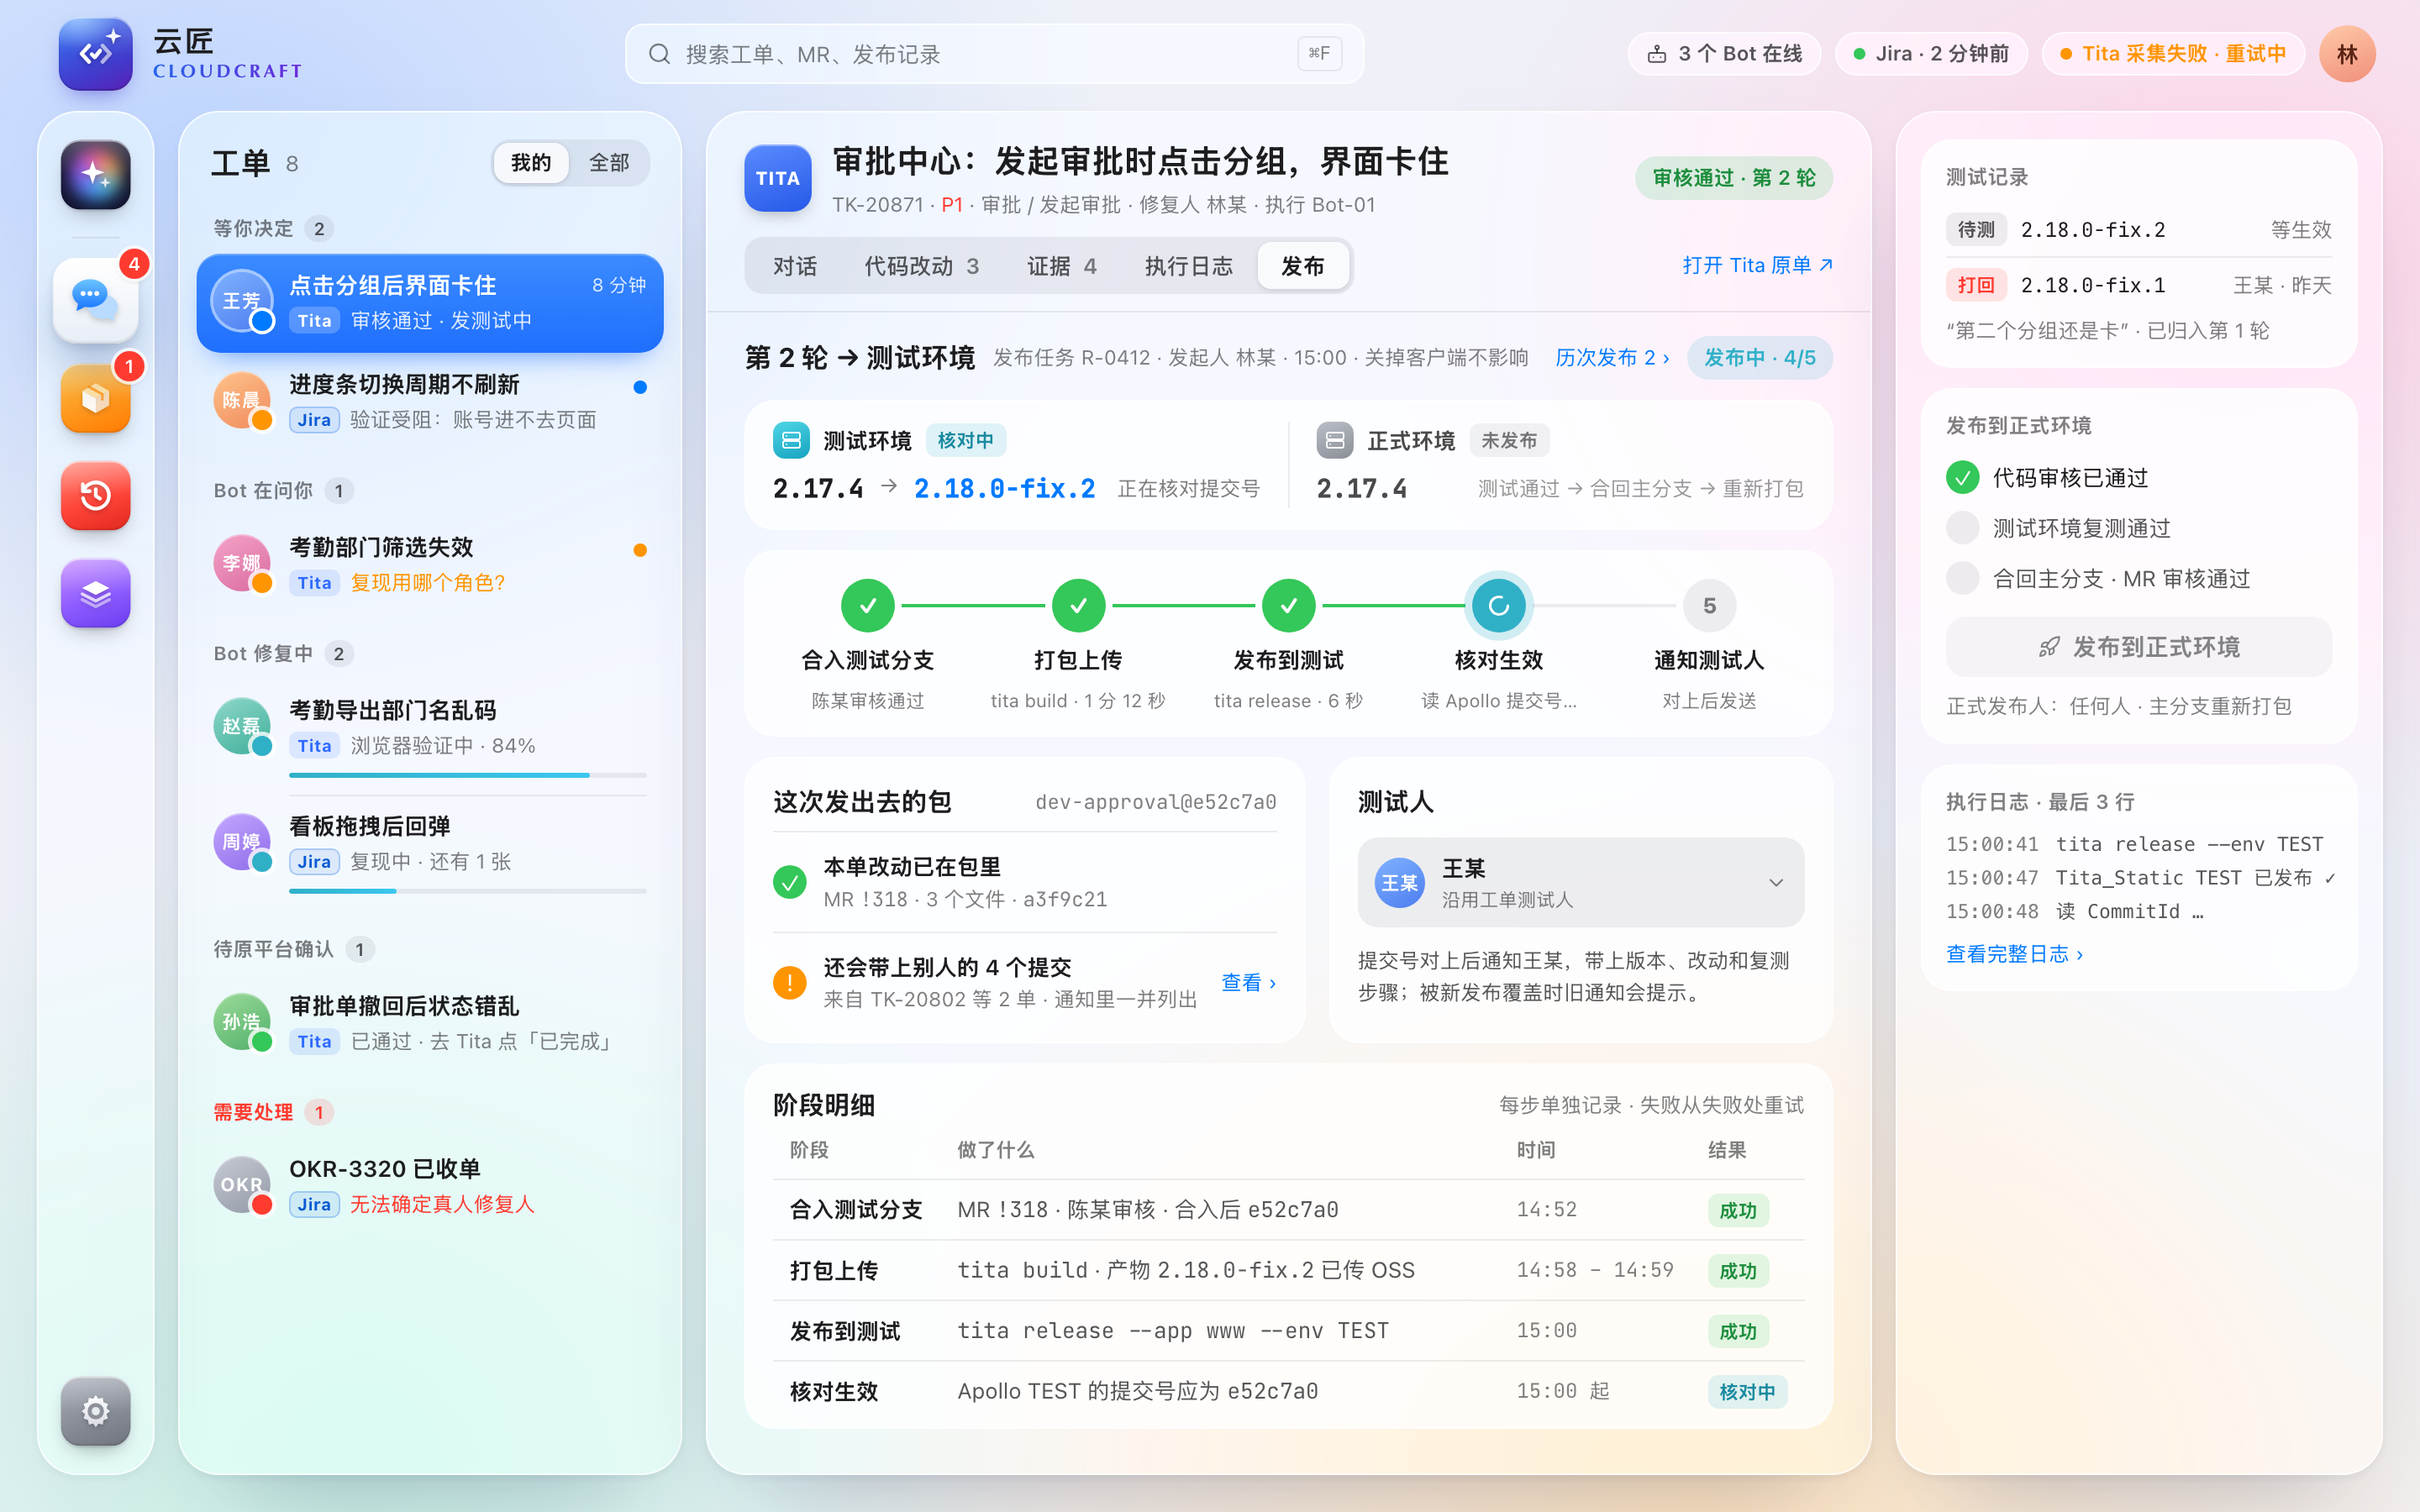 云匠
CLOUDCRAFT
搜索工单、MR、发布记录
⌘F
3 个 Bot 在线
Jira · 2 分钟前
Tita 采集失败 · 重试中
林
4
1
工单 8
我的
全部
等你决定 2
王芳
点击分组后界面卡住
8 分钟
Tita 审核通过 · 发测试中
陈晨
进度条切换周期不刷新
Jira 验证受阻：账号进不去页面
Bot 在问你 1
李娜
考勤部门筛选失效
Tita 复现用哪个角色？
Bot 修复中 2
赵磊
考勤导出部门名乱码
Tita 浏览器验证中 · 84%
周婷
看板拖拽后回弹
Jira 复现中 · 还有 1 张
待原平台确认 1
孙浩
审批单撤回后状态错乱
Tita 已通过 · 去 Tita 点「已完成」
需要处理 1
OKR
OKR-3320 已收单
Jira 无法确定真人修复人
TITA
审批中心：发起审批时点击分组，界面卡住
TK-20871 · P1 · 审批 / 发起审批 · 修复人 林某 · 执行 Bot-01
审核通过 · 第 2 轮
对话
代码改动 3
证据 4
执行日志
发布
打开 Tita 原单 ↗
第 2 轮 → 测试环境
发布任务 R-0412 · 发起人 林某 · 15:00 · 关掉客户端不影响
历次发布 2 ›
发布中 · 4/5
测试环境 核对中
2.17.4 → 2.18.0-fix.2 正在核对提交号
正式环境 未发布
2.17.4 测试通过 → 合回主分支 → 重新打包
5
合入测试分支
打包上传
发布到测试
核对生效
通知测试人
陈某审核通过
tita build · 1 分 12 秒
tita release · 6 秒
读 Apollo 提交号…
对上后发送
这次发出去的包
dev-approval@e52c7a0
本单改动已在包里
MR !318 · 3 个文件 · a3f9c21
!
还会带上别人的 4 个提交
来自 TK-20802 等 2 单 · 通知里一并列出
查看 ›
测试人
王某
王某
沿用工单测试人
提交号对上后通知王某，带上版本、改动和复测
步骤；被新发布覆盖时旧通知会提示。
阶段明细
每步单独记录 · 失败从失败处重试
阶段 做了什么 时间 结果
合入测试分支 MR !318 · 陈某审核 · 合入后 e52c7a0 14:52 成功
打包上传 tita build · 产物 2.18.0-fix.2 已传 OSS 14:58 – 14:59 成功
发布到测试 tita release --app www --env TEST 15:00 成功
核对生效 Apollo TEST 的提交号应为 e52c7a0 15:00 起 核对中
测试记录
待测 2.18.0-fix.2 等生效
打回 2.18.0-fix.1 王某 · 昨天
“第二个分组还是卡” · 已归入第 1 轮
发布到正式环境
代码审核已通过
测试环境复测通过
合回主分支 · MR 审核通过
发布到正式环境
正式发布人：任何人 · 主分支重新打包
执行日志 · 最后 3 行
15:00:41 tita release --env TEST
15:00:47 Tita_Static TEST 已发布 ✓
15:00:48 读 CommitId …
查看完整日志 ›